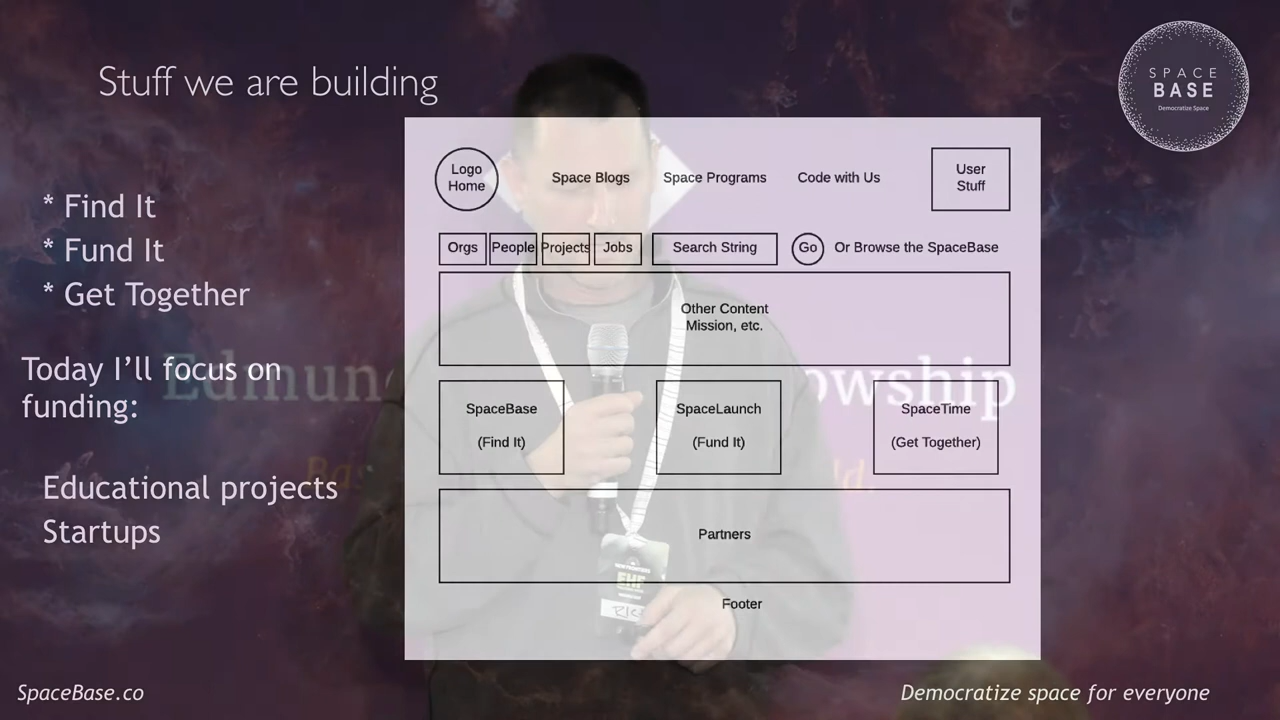 Stuff we are building
SPACE
BASE
Democratize Space
* Find It
* Fund It
* Get Together
Today I'll focus on
funding:
Educational projects
Startups
Logo
Home
Space Blogs
Space Programs
Code with Us
User
Stuff
Orgs
People
Projects
Jobs
Search String
Go
Or Browse the SpaceBase
Other Content
Mission, etc.
SpaceBase
(Find It)
SpaceLaunch
(Fund It)
SpaceTime
(Get Together)
Partners
Footer
EHF
SpaceBase.co
Democratize space for everyone